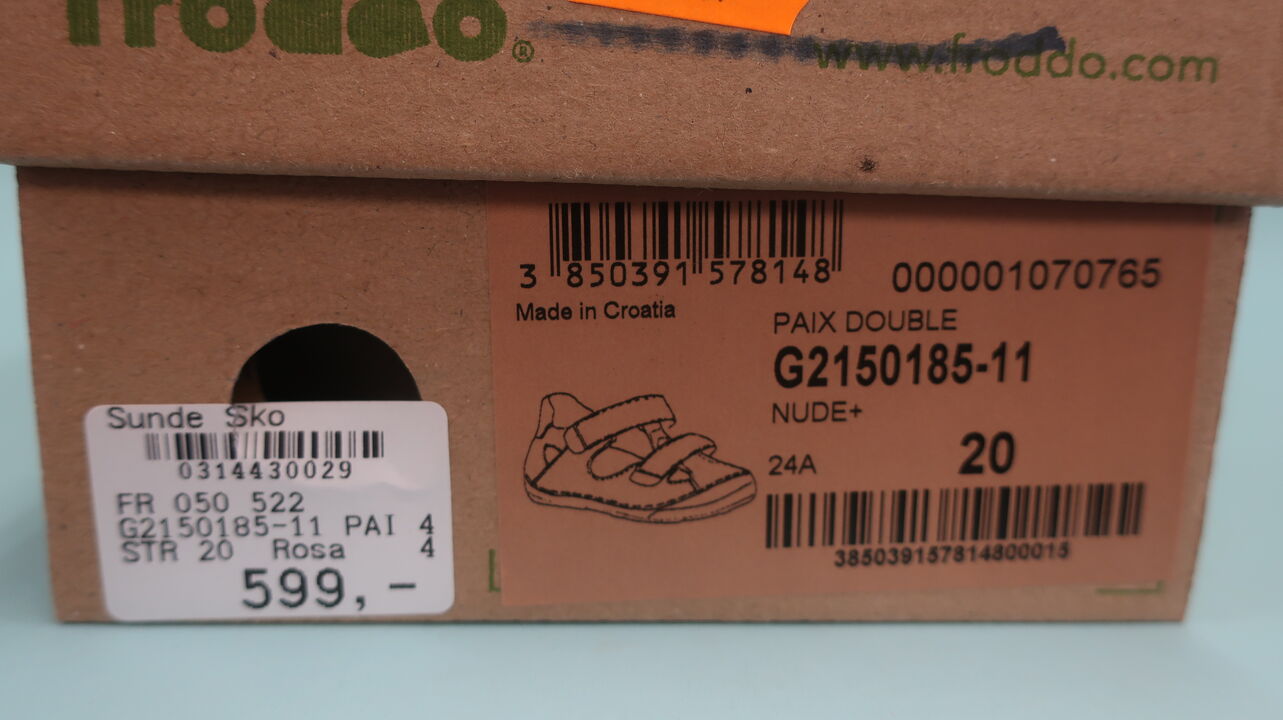 froddo®
www.froddo.com
3 850391 578148
000001070765
Made in Croatia
PAIX DOUBLE
G2150185-11
NUDE+
24A
20
385039157814800015
Sunde Sko
0314430029
FR 050 522
G2150185-11 PAI 4
STR 20 Rosa 4
599,-